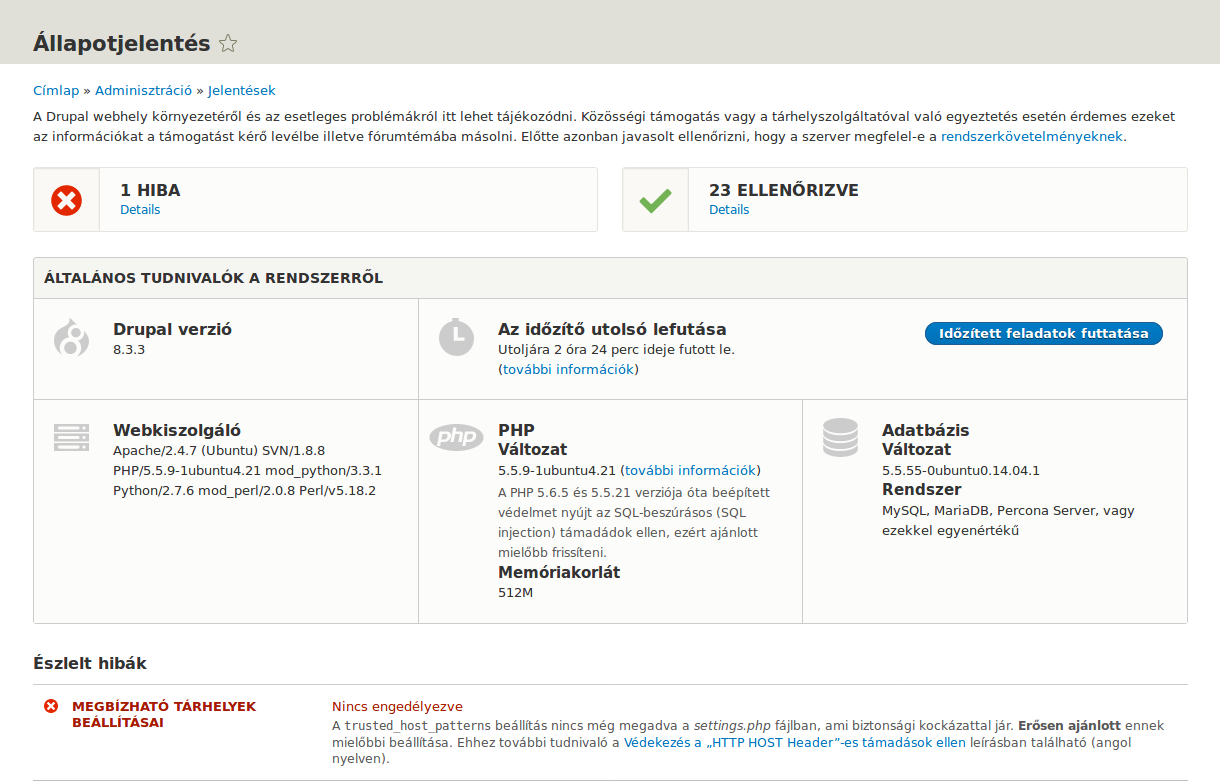 Állapotjelentés
Címlap » Adminisztráció » Jelentések
A Drupal webhely környezetéről és az esetleges problémákról itt lehet tájékozódni. Közösségi támogatás vagy a tárhelyszolgáltatóval való egyeztetés esetén érdemes ezeket
az információkat a támogatást kérő levélbe illetve fórumtémába másolni. Előtte azonban javasolt ellenőrizni, hogy a szerver megfelel-e a rendszerkövetelményeknek.
1 HIBA
Details
23 ELLENŐRIZVE
Details
ÁLTALÁNOS TUDNIVALÓK A RENDSZERRŐL
Drupal verzió
8.3.3
Az időzítő utolsó lefutása
Utoljára 2 óra 24 perc ideje futott le.
(további információk)
Időzített feladatok futtatása
Webkiszolgáló
Apache/2.4.7 (Ubuntu) SVN/1.8.8
PHP/5.5.9-1ubuntu4.21 mod_python/3.3.1
Python/2.7.6 mod_perl/2.0.8 Perl/v5.18.2
php
PHP
Változat
5.5.9-1ubuntu4.21 (további információk)
A PHP 5.6.5 és 5.5.21 verziója óta beépített
védelmet nyújt az SQL-beszúrásos (SQL
injection) támadádok ellen, ezért ajánlott
mielőbb frissíteni.
Memóriakorlát
512M
Adatbázis
Változat
5.5.55-0ubuntu0.14.04.1
Rendszer
MySQL, MariaDB, Percona Server, vagy
ezekkel egyenértékű
Észlelt hibák
MEGBÍZHATÓ TÁRHELYEK
BEÁLLÍTÁSAI
Nincs engedélyezve
A trusted_host_patterns beállítás nincs még megadva a settings.php fájlban, ami biztonsági kockázattal jár. Erősen ajánlott ennek
mielőbbi beállítása. Ehhez további tudnivaló a Védekezés a „HTTP HOST Header”-es támadások ellen leírásban található (angol
nyelven).